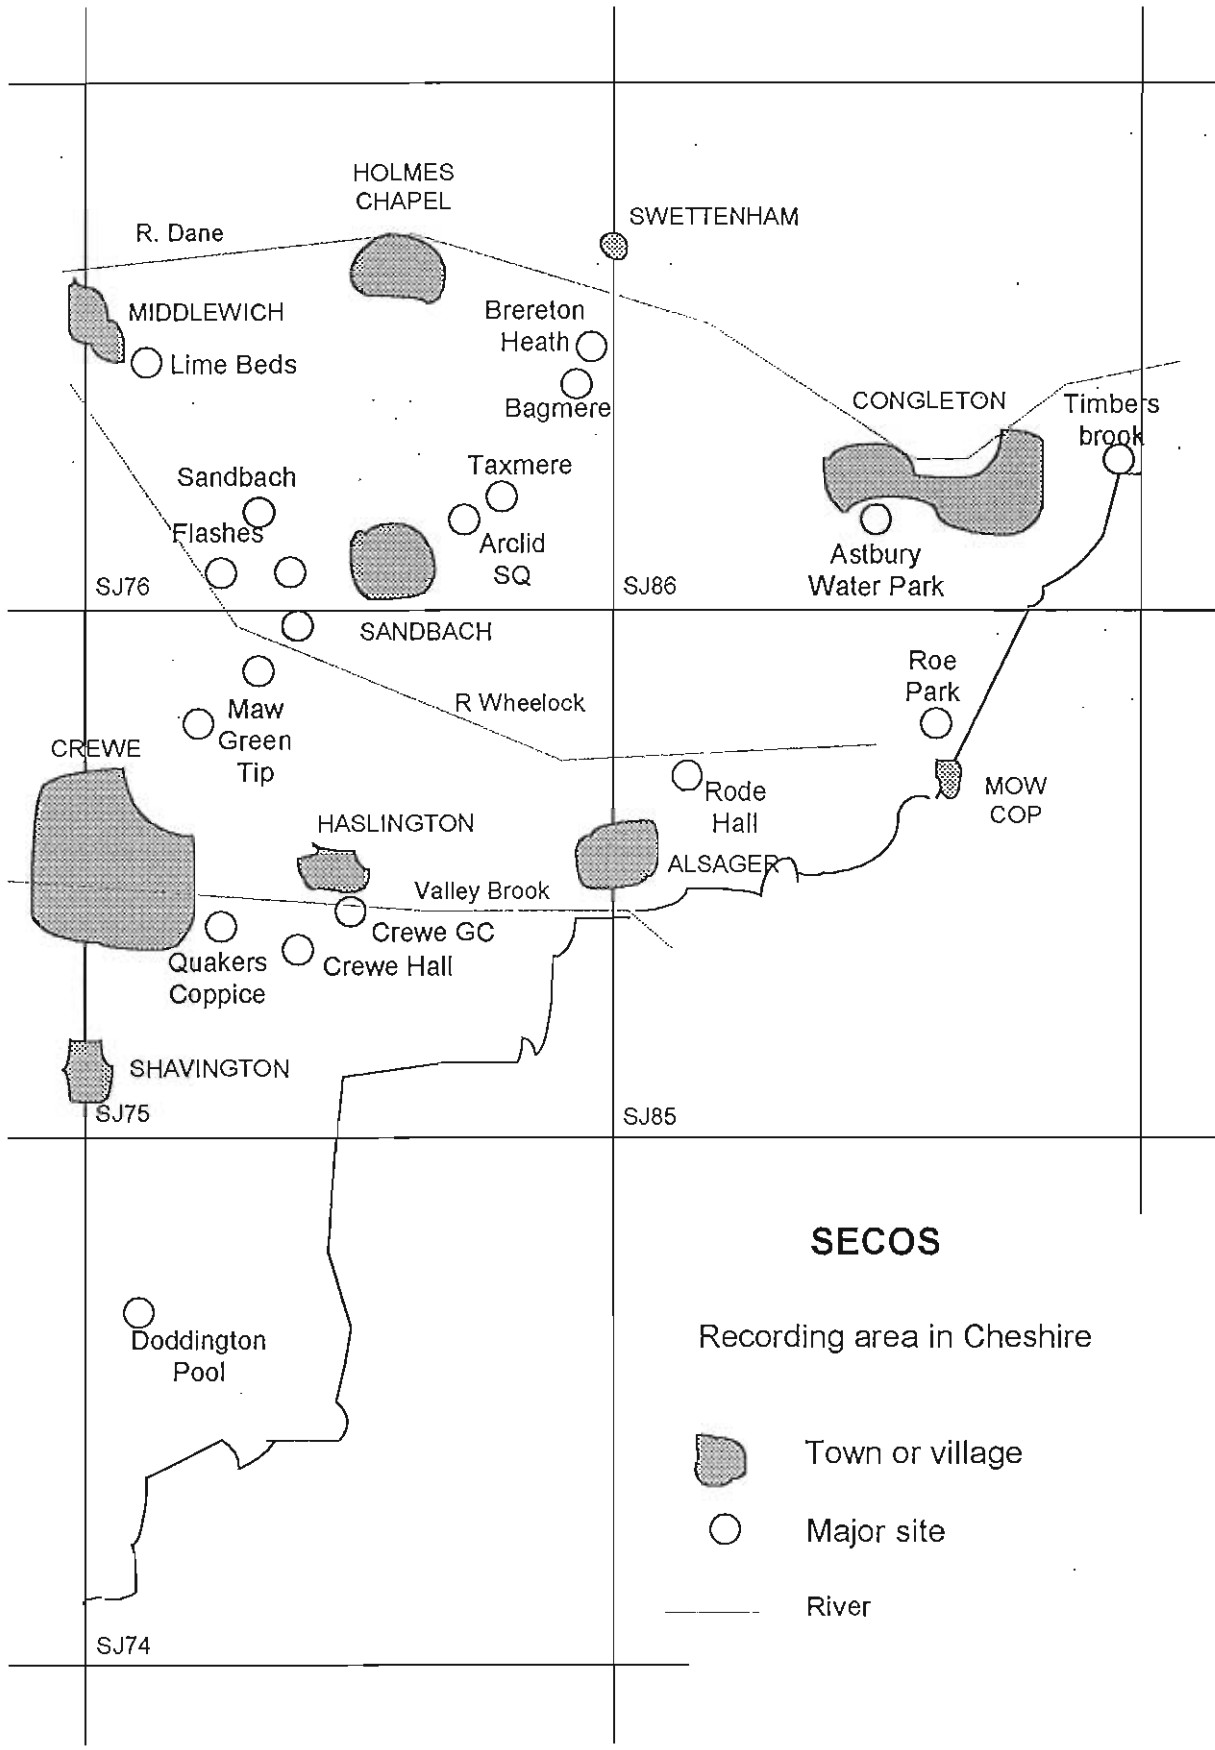 HOLMES
CHAPEL
SWETTENHAM
R. Dane
MIDDLEWICH
Brereton
Heath
Lime Beds
Bagmere
CONGLETON
Timbers
brook
Sandbach
Flashes
Taxmere
Arclid
SQ
Astbury
Water Park
SJ76
SJ86
SANDBACH
Roe
Park
R Wheelock
Maw
Green
Tip
CREWE
Rode
Hall
MOW
COP
HASLINGTON
ALSAGER
Valley Brook
Crewe GC
Quakers
Coppice
Crewe Hall
SHAVINGTON
SJ75
SJ85
SECOS
Recording area in Cheshire
Doddington
Pool
Town or village
Major site
River
SJ74